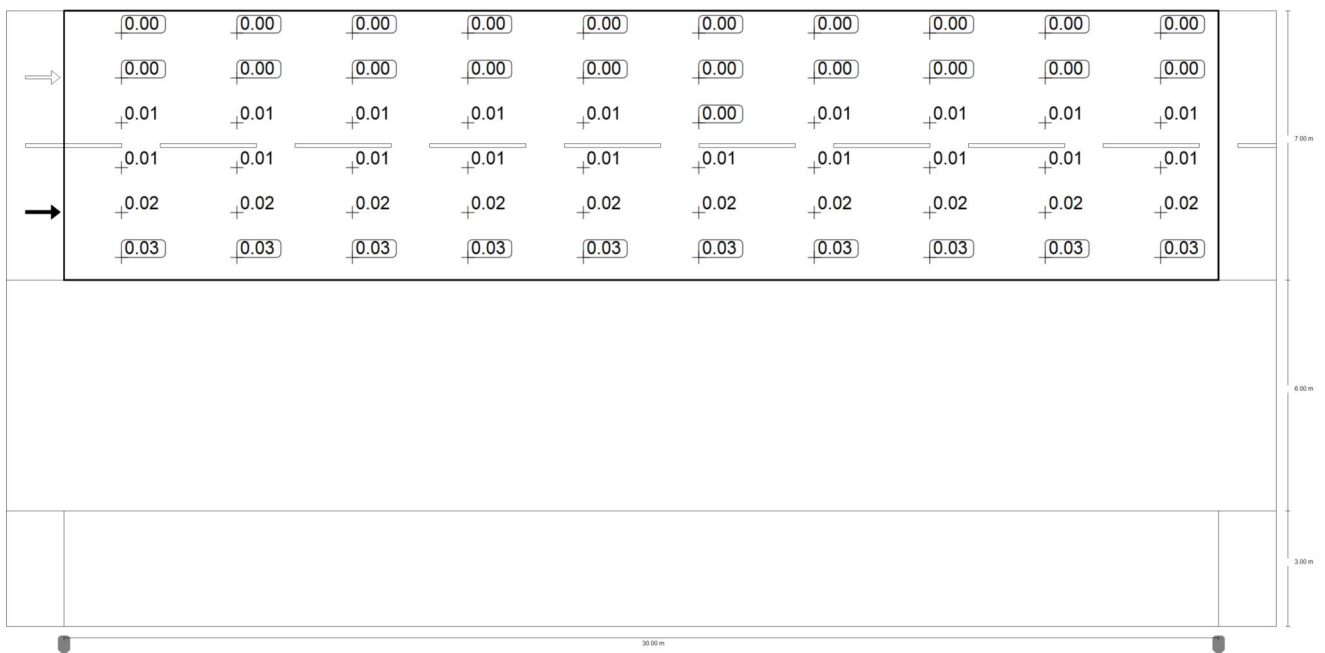 0.00 0.00 0.00 0.00 0.00 0.00 0.00 0.00 0.00 0.00
0.00 0.00 0.00 0.00 0.00 0.00 0.00 0.00 0.00 0.00
0.01 0.01 0.01 0.01 0.01 0.00 0.01 0.01 0.01 0.01
7.00 m
0.01 0.01 0.01 0.01 0.01 0.01 0.01 0.01 0.01 0.01
0.02 0.02 0.02 0.02 0.02 0.02 0.02 0.02 0.02 0.02
0.03 0.03 0.03 0.03 0.03 0.03 0.03 0.03 0.03 0.03
6.00 m
3.00 m
30.00 m